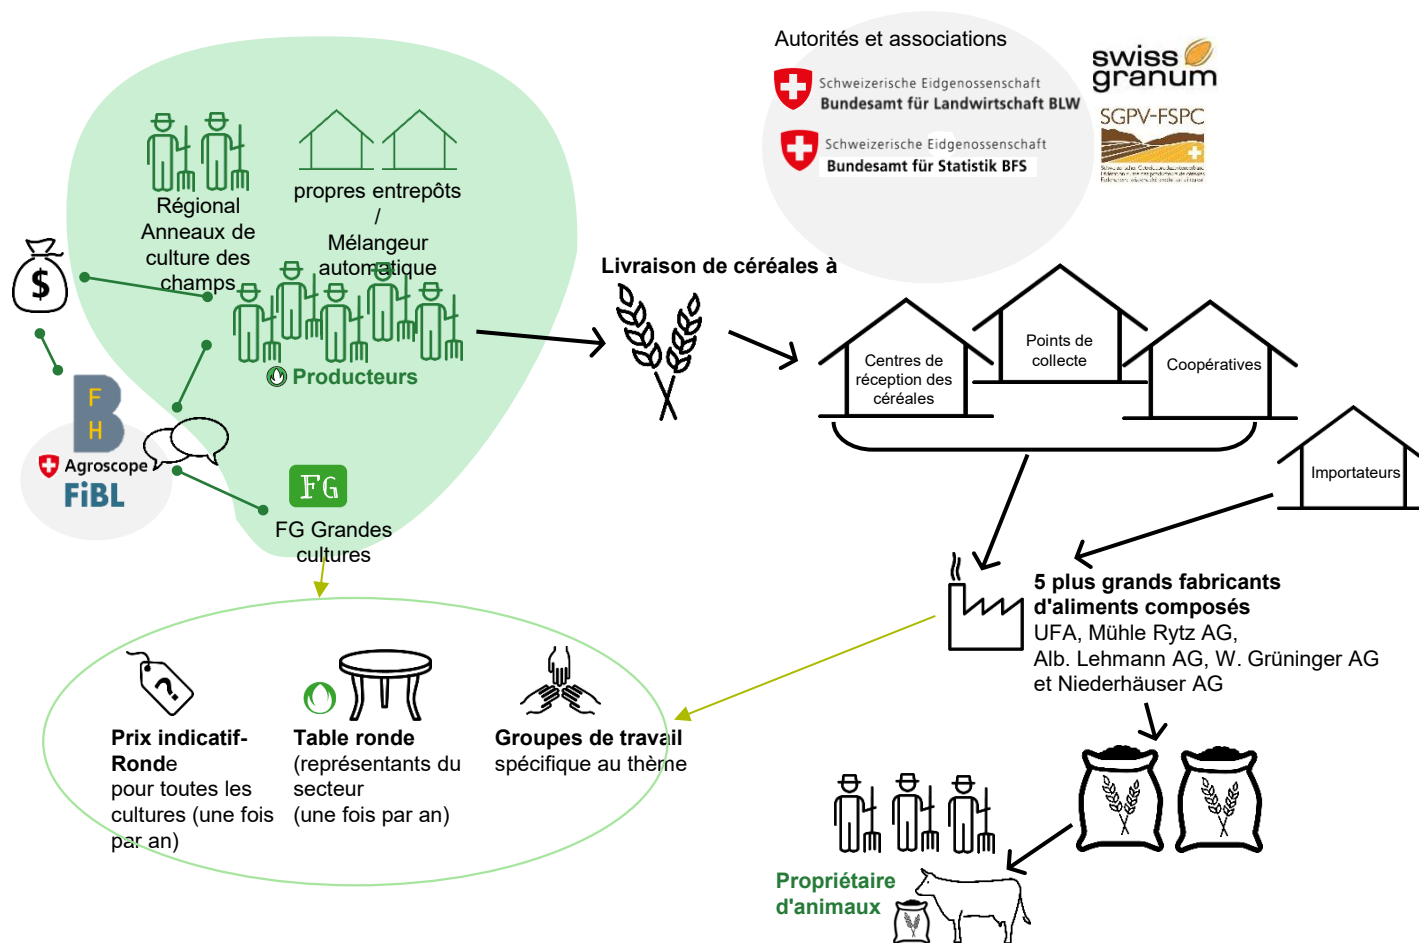 Autorités et associations
Schweizerische Eidgenossenschaft
Bundesamt für Landwirtschaft BLW
Schweizerische Eidgenossenschaft
Bundesamt für Statistik BFS
swiss
granum
SGPV-FSPC
Régional
Anneaux de
culture des
champs
propres entrepôts
/
Mélangeur
automatique
$
Producteurs
B
F
H
Agroscope
FiBL
FG
FG Grandes
cultures
Livraison de céréales à
Centres de
réception des
céréales
Points de
collecte
Coopératives
Importateurs
5 plus grands fabricants
d'aliments composés
UFA, Mühle Rytz AG,
Alb. Lehmann AG, W. Grüninger AG
et Niederhäuser AG
?
Prix indicatif-
Ronde
pour toutes les
cultures (une fois
par an)
Table ronde
(représentants du
secteur
(une fois par an)
Groupes de travail
spécifique au thème
Propriétaire
d'animaux